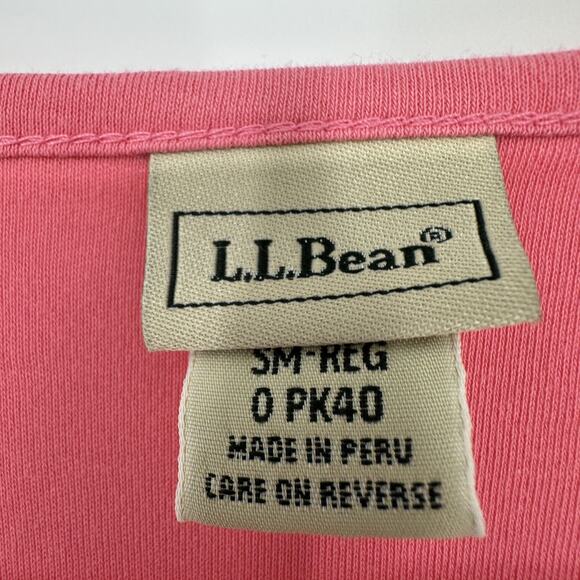 L.L.Bean®
SM-REG
0 PK40
MADE IN PERU
CARE ON REVERSE